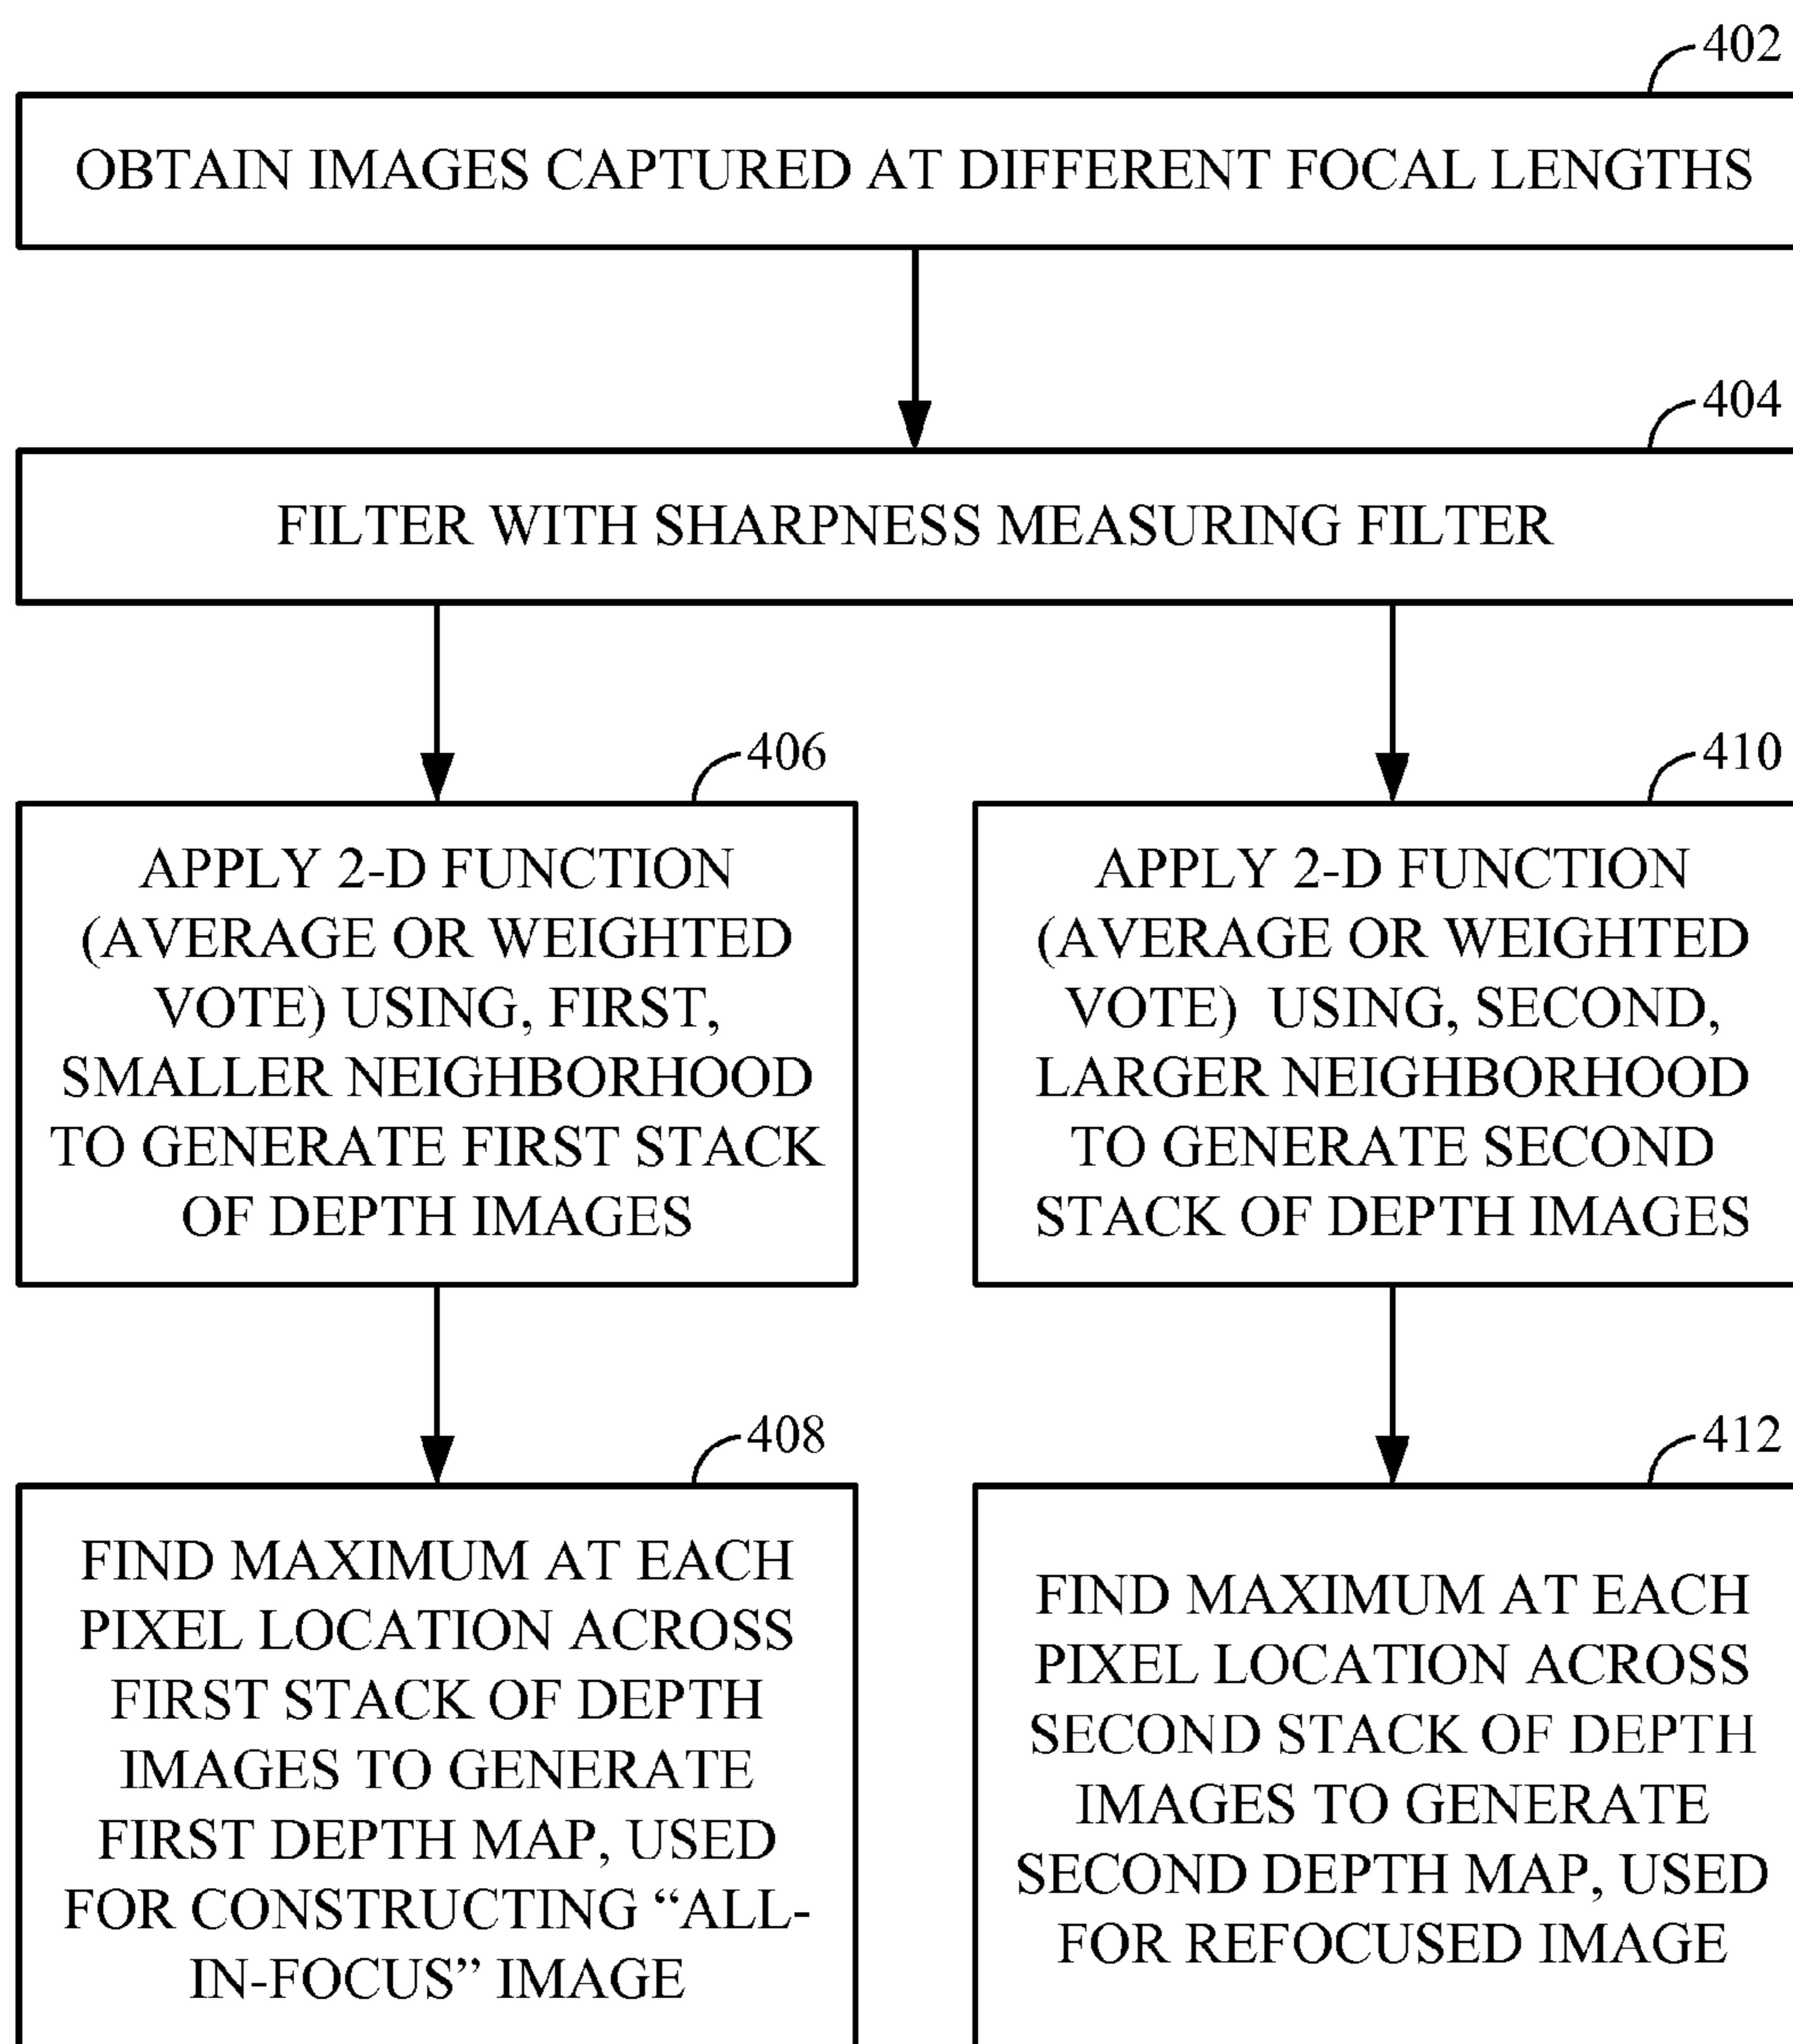 402
OBTAIN IMAGES CAPTURED AT DIFFERENT FOCAL LENGTHS
404
FILTER WITH SHARPNESS MEASURING FILTER
406
APPLY 2-D FUNCTION
(AVERAGE OR WEIGHTED
VOTE) USING, FIRST,
SMALLER NEIGHBORHOOD
TO GENERATE FIRST STACK
OF DEPTH IMAGES
410
APPLY 2-D FUNCTION
(AVERAGE OR WEIGHTED
VOTE) USING, SECOND,
LARGER NEIGHBORHOOD
TO GENERATE SECOND
STACK OF DEPTH IMAGES
408
FIND MAXIMUM AT EACH
PIXEL LOCATION ACROSS
FIRST STACK OF DEPTH
IMAGES TO GENERATE
FIRST DEPTH MAP, USED
FOR CONSTRUCTING “ALL-
IN-FOCUS” IMAGE
412
FIND MAXIMUM AT EACH
PIXEL LOCATION ACROSS
SECOND STACK OF DEPTH
IMAGES TO GENERATE
SECOND DEPTH MAP, USED
FOR REFOCUSED IMAGE